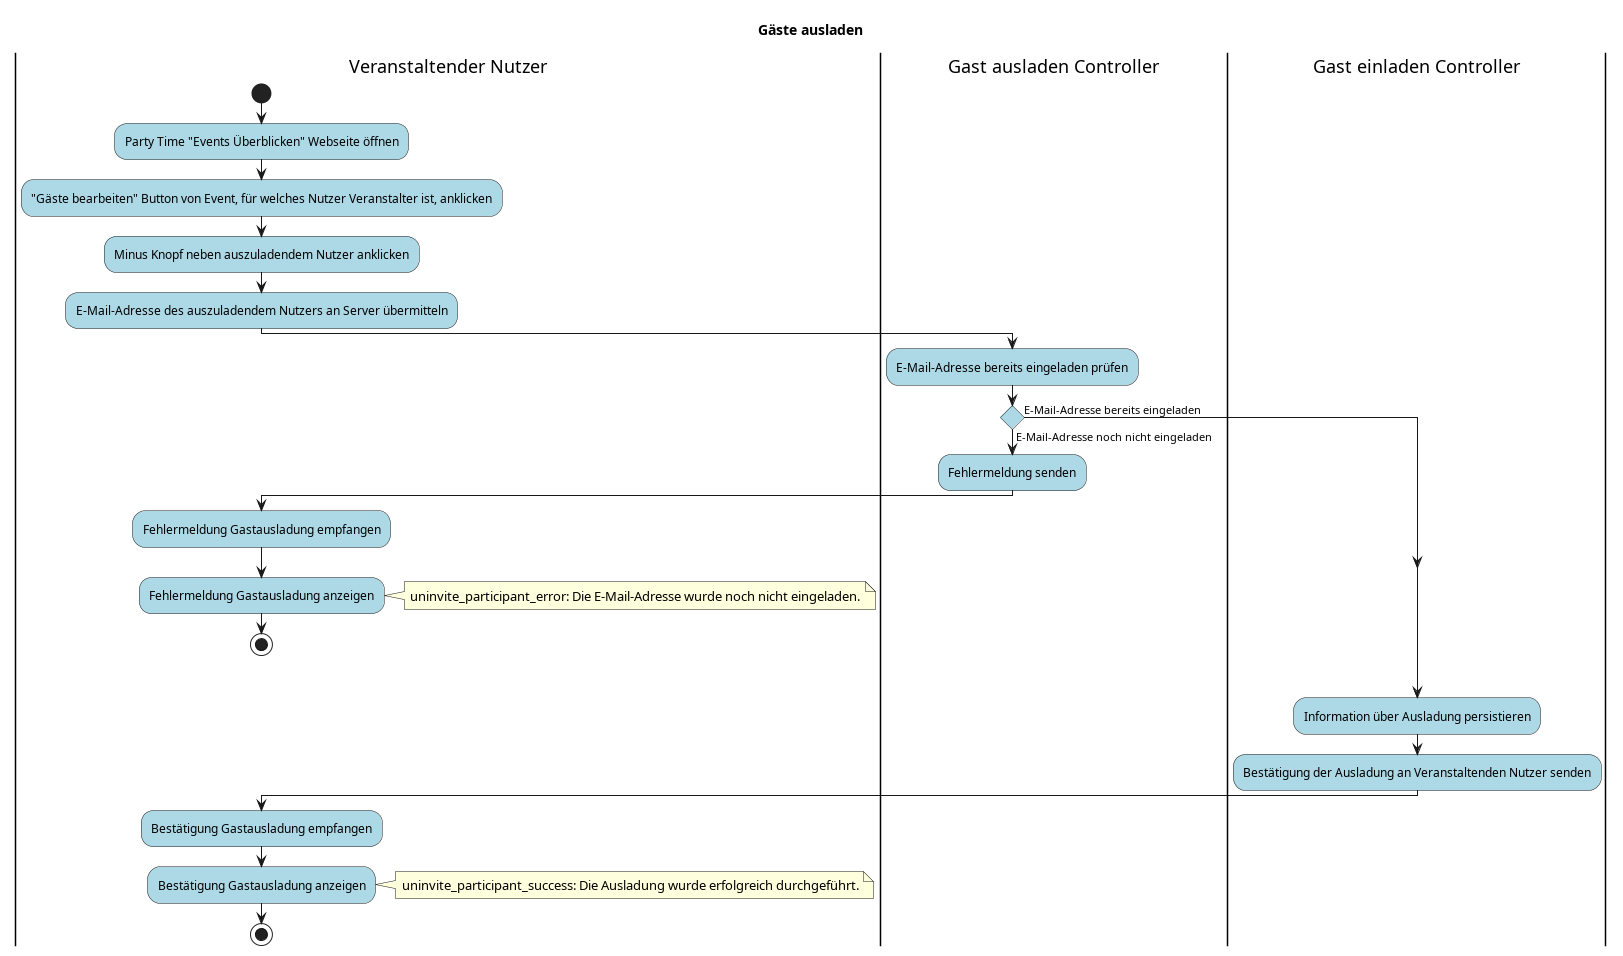 Gäste ausladen
Veranstaltender Nutzer
Gast ausladen Controller
Gast einladen Controller
Party Time "Events Überblicken" Webseite öffnen
"Gäste bearbeiten" Button von Event, für welches Nutzer Veranstalter ist, anklicken
Minus Knopf neben auszuladendem Nutzer anklicken
E-Mail-Adresse des auszuladendem Nutzers an Server übermitteln
E-Mail-Adresse bereits eingeladen prüfen
E-Mail-Adresse bereits eingeladen
E-Mail-Adresse noch nicht eingeladen
Fehlermeldung senden
Fehlermeldung Gastausladung empfangen
Fehlermeldung Gastausladung anzeigen
uninvite_participant_error: Die E-Mail-Adresse wurde noch nicht eingeladen.
Information über Ausladung persistieren
Bestätigung der Ausladung an Veranstaltenden Nutzer senden
Bestätigung Gastausladung empfangen
Bestätigung Gastausladung anzeigen
uninvite_participant_success: Die Ausladung wurde erfolgreich durchgeführt.